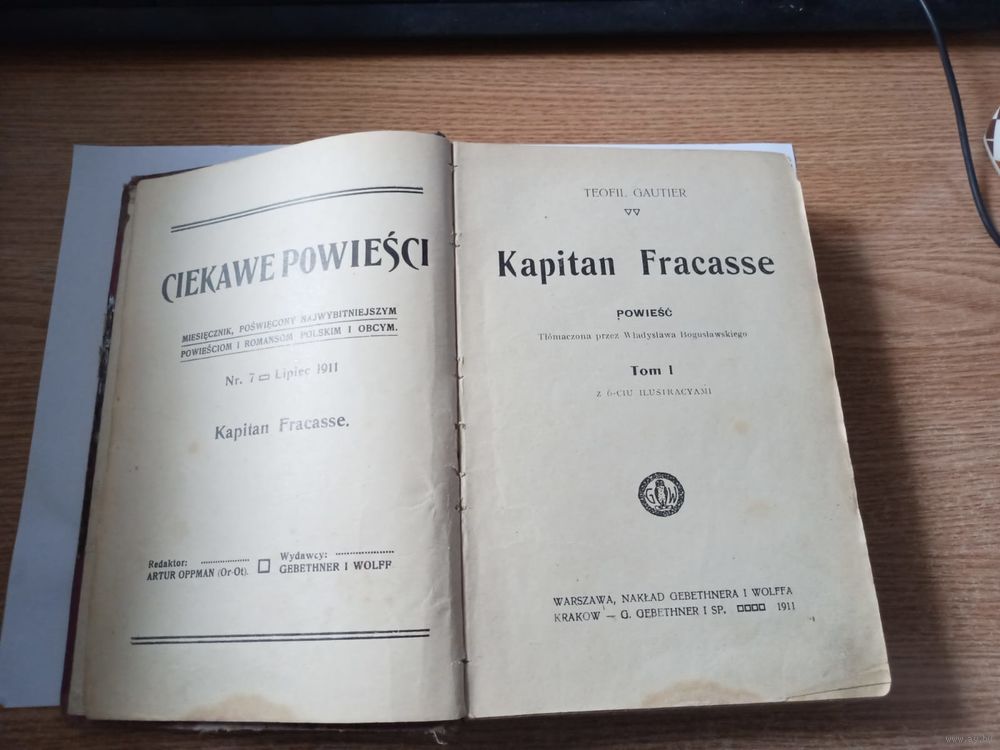 CIEKAWE POWIEŚCI
MIESIĘCZNIK, POŚWIĘCONY NAJWYBITNIEJSZYM
POWIEŚCIOM I ROMANSOM POLSKIM I OBCYM.
Nr. 7 ▭ Lipiec 1911
Kapitan Fracasse.
Redaktor: ..............
ARTUR OPPMAN (Or-Ot).
Wydawcy: ..............
GEBETHNER I WOLFF
TEOFIL GAUTIER
Kapitan Fracasse
POWIEŚĆ
Tłómaczona przez Władysława Bogusławskiego
Tom I
Z 6-CIU ILUSTRACYAMI
G W
WARSZAWA, NAKŁAD GEBETHNERA I WOLFFA
KRAKÓW — G. GEBETHNER I SP. 1911